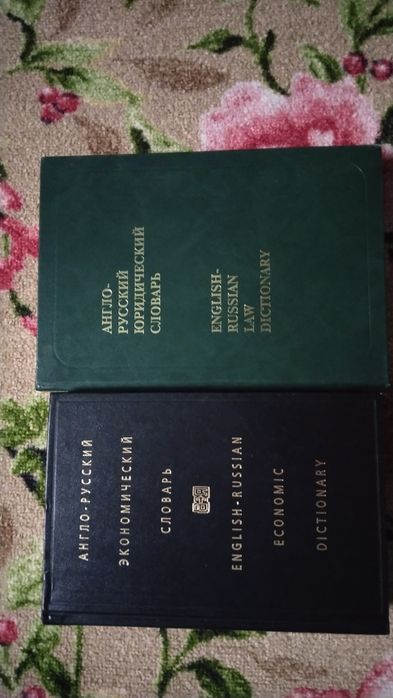 АНГЛО-
РУССКИЙ
ЮРИДИЧЕСКИЙ
СЛОВАРЬ
ENGLISH-
RUSSIAN
LAW
DICTIONARY
АНГЛО-РУССКИЙ
ЭКОНОМИЧЕСКИЙ
СЛОВАРЬ
ENGLISH-RUSSIAN
ECONOMIC
DICTIONARY